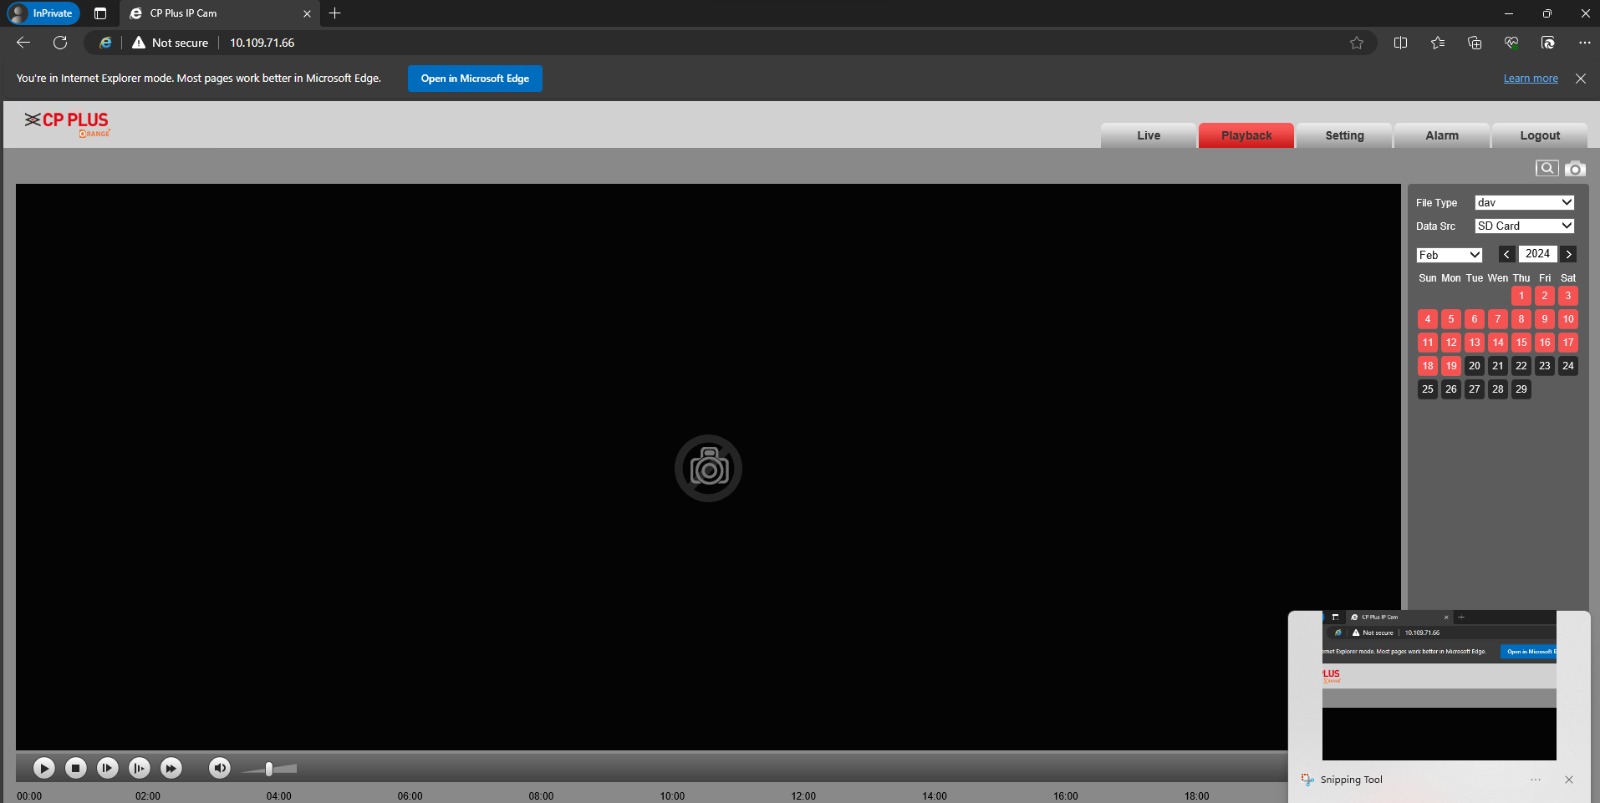 InPrivate
CP Plus IP Cam
Not secure
10.109.71.66
You're in Internet Explorer mode. Most pages work better in Microsoft Edge.
Open in Microsoft Edge
Learn more
CP PLUS
ORANGE
Live
Playback
Setting
Alarm
Logout
File Type
dav
Data Src
SD Card
Feb
2024
Sun Mon Tue Wen Thu Fri Sat
1 2 3
4 5 6 7 8 9 10
11 12 13 14 15 16 17
18 19 20 21 22 23 24
25 26 27 28 29
CP Plus IP Cam
Not secure 10.109.71.66
rnet Explorer mode. Most pages work better in Microsoft Edge.
Open in Microsoft E
PLUS
Snipping Tool
00:00 02:00 04:00 06:00 08:00 10:00 12:00 14:00 16:00 18:00